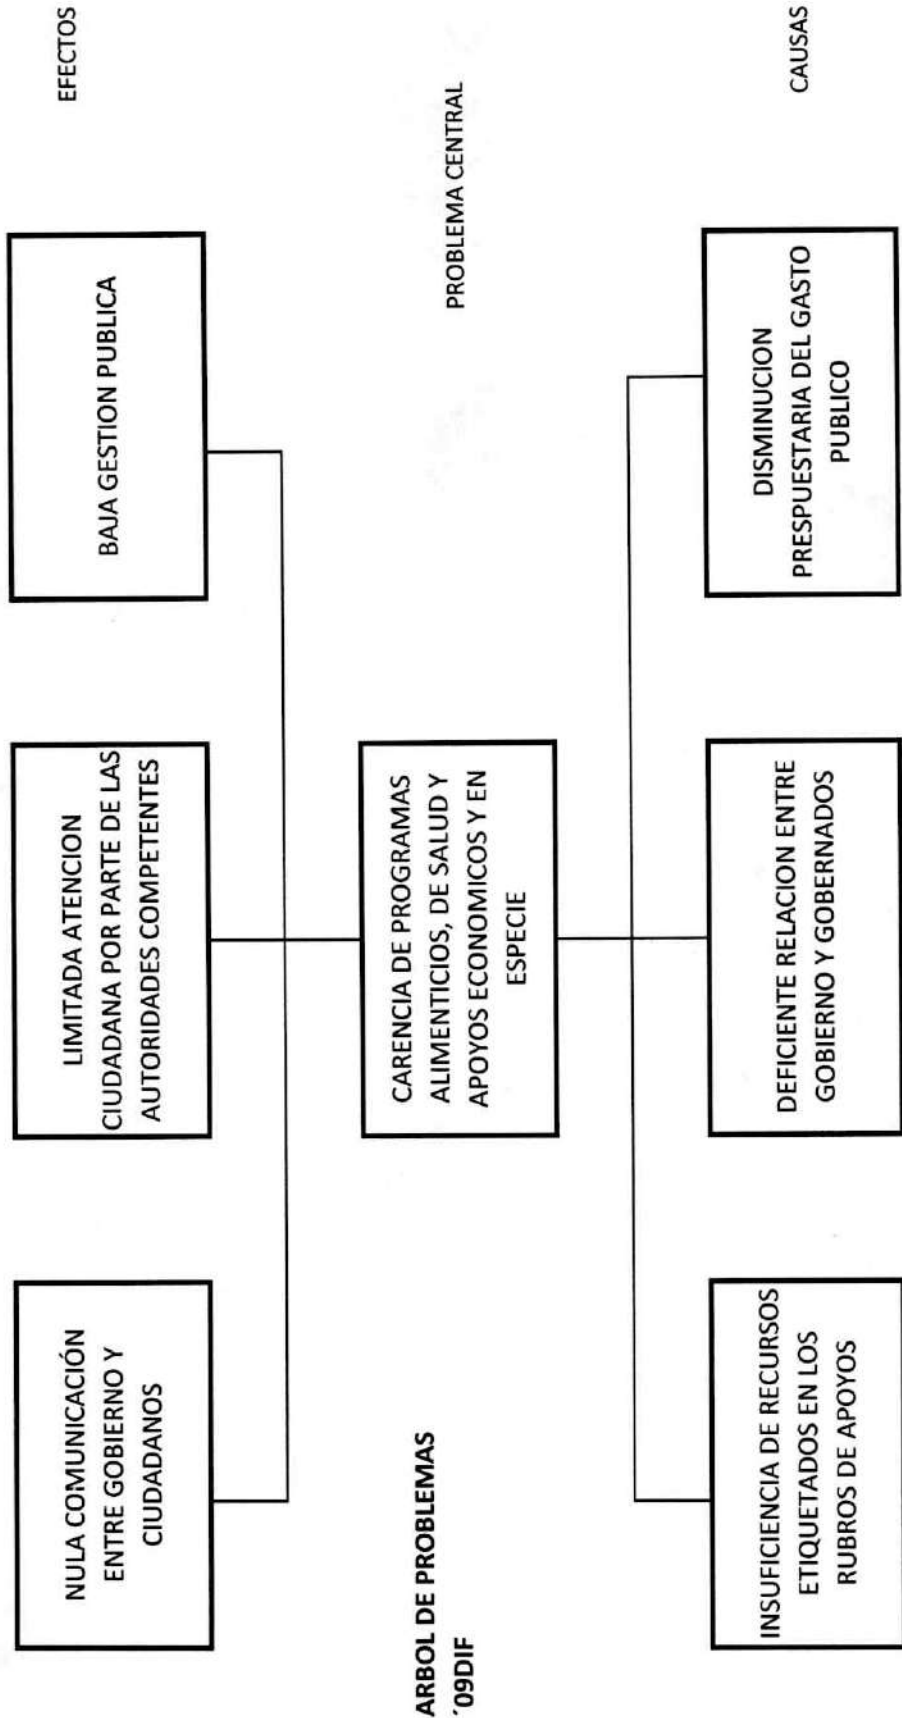 NULA COMUNICACIÓN
ENTRE GOBIERNO Y
CIUDADANOS
LIMITADA ATENCION
CIUDADANA POR PARTE DE LAS
AUTORIDADES COMPETENTES
BAJA GESTION PUBLICA
EFECTOS
ARBOL DE PROBLEMAS
´09DIF
CARENCIA DE PROGRAMAS
ALIMENTICIOS, DE SALUD Y
APOYOS ECONOMICOS Y EN
ESPECIE
PROBLEMA CENTRAL
INSUFICIENCIA DE RECURSOS
ETIQUETADOS EN LOS
RUBROS DE APOYOS
DEFICIENTE RELACION ENTRE
GOBIERNO Y GOBERNADOS
DISMINUCION
PRESPUESTARIA DEL GASTO
PUBLICO
CAUSAS